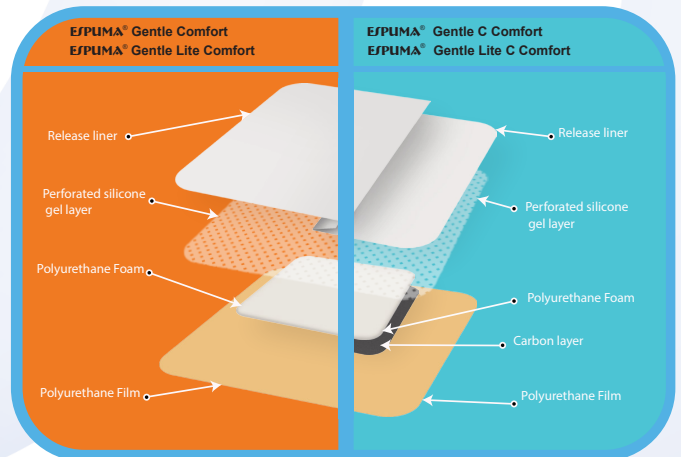 ESPUMA® Gentle Comfort
ESPUMA® Gentle Lite Comfort
Release liner
Perforated silicone
gel layer
Polyurethane Foam
Polyurethane Film
ESPUMA® Gentle C Comfort
ESPUMA® Gentle Lite C Comfort
Release liner
Perforated silicone
gel layer
Polyurethane Foam
Carbon layer
Polyurethane Film